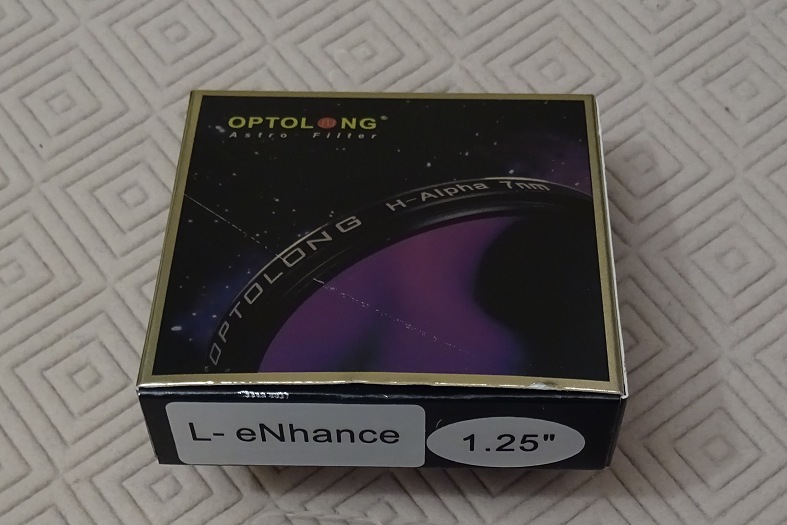 OPTOLONG
Astro Filter
OPTOLONG H-Alpha 7nm
L- eNhance
1.25"